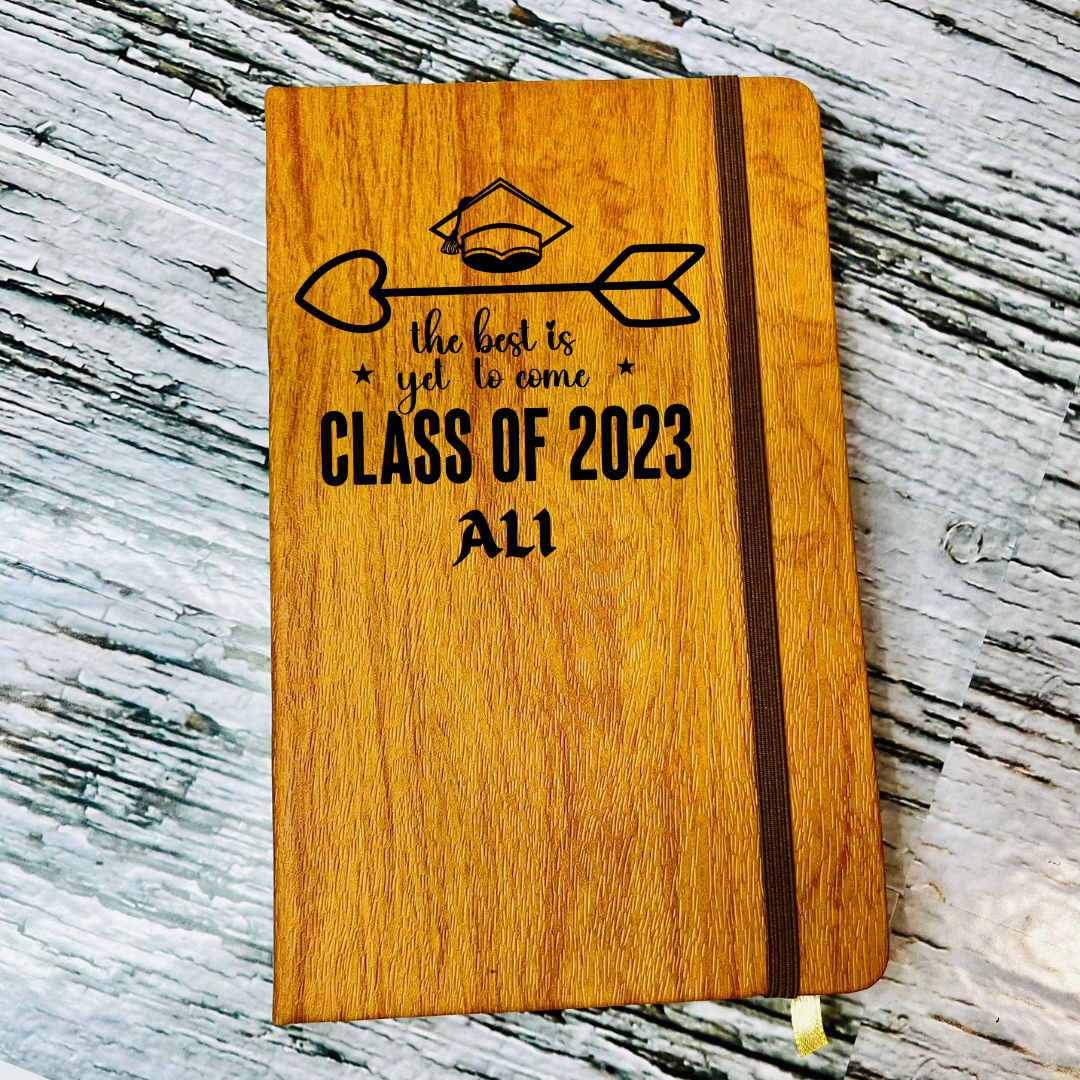 the best is
yet to come
CLASS OF 2023
ALI